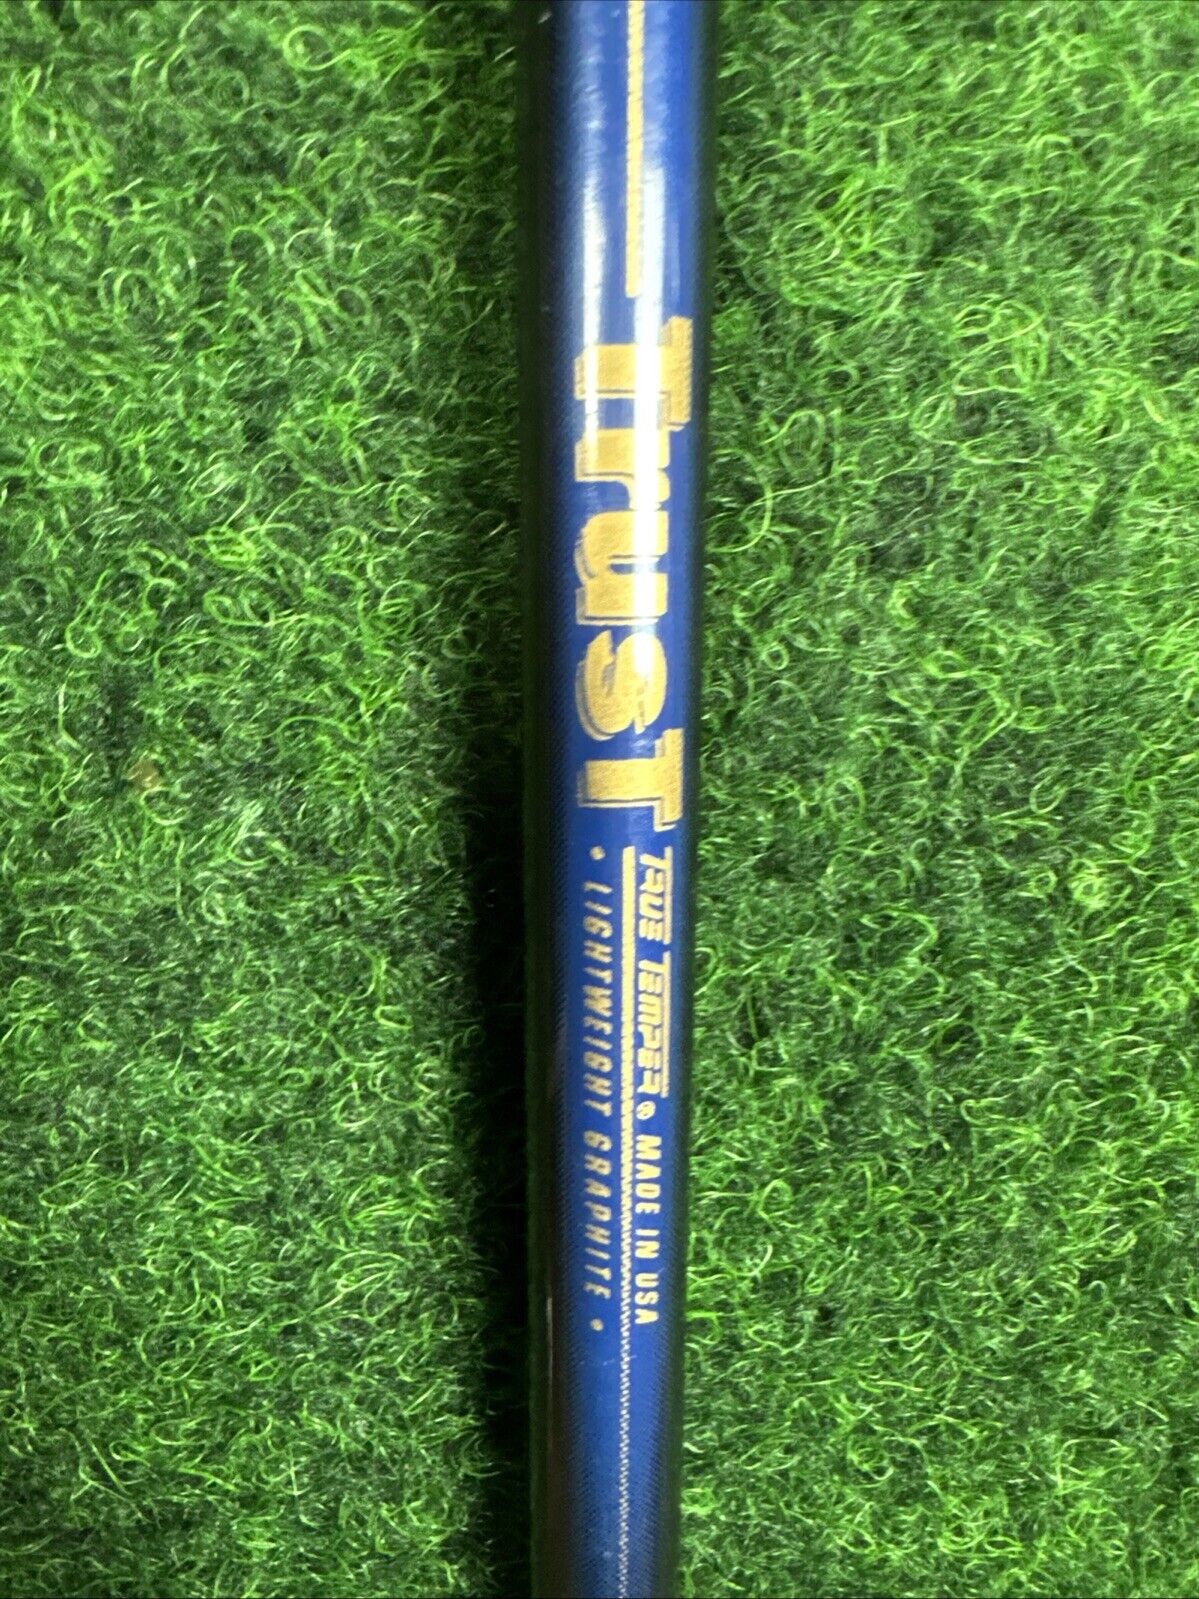 TrusT
TRUE TEMPER ® MADE IN USA
• LIGHTWEIGHT GRAPHITE •